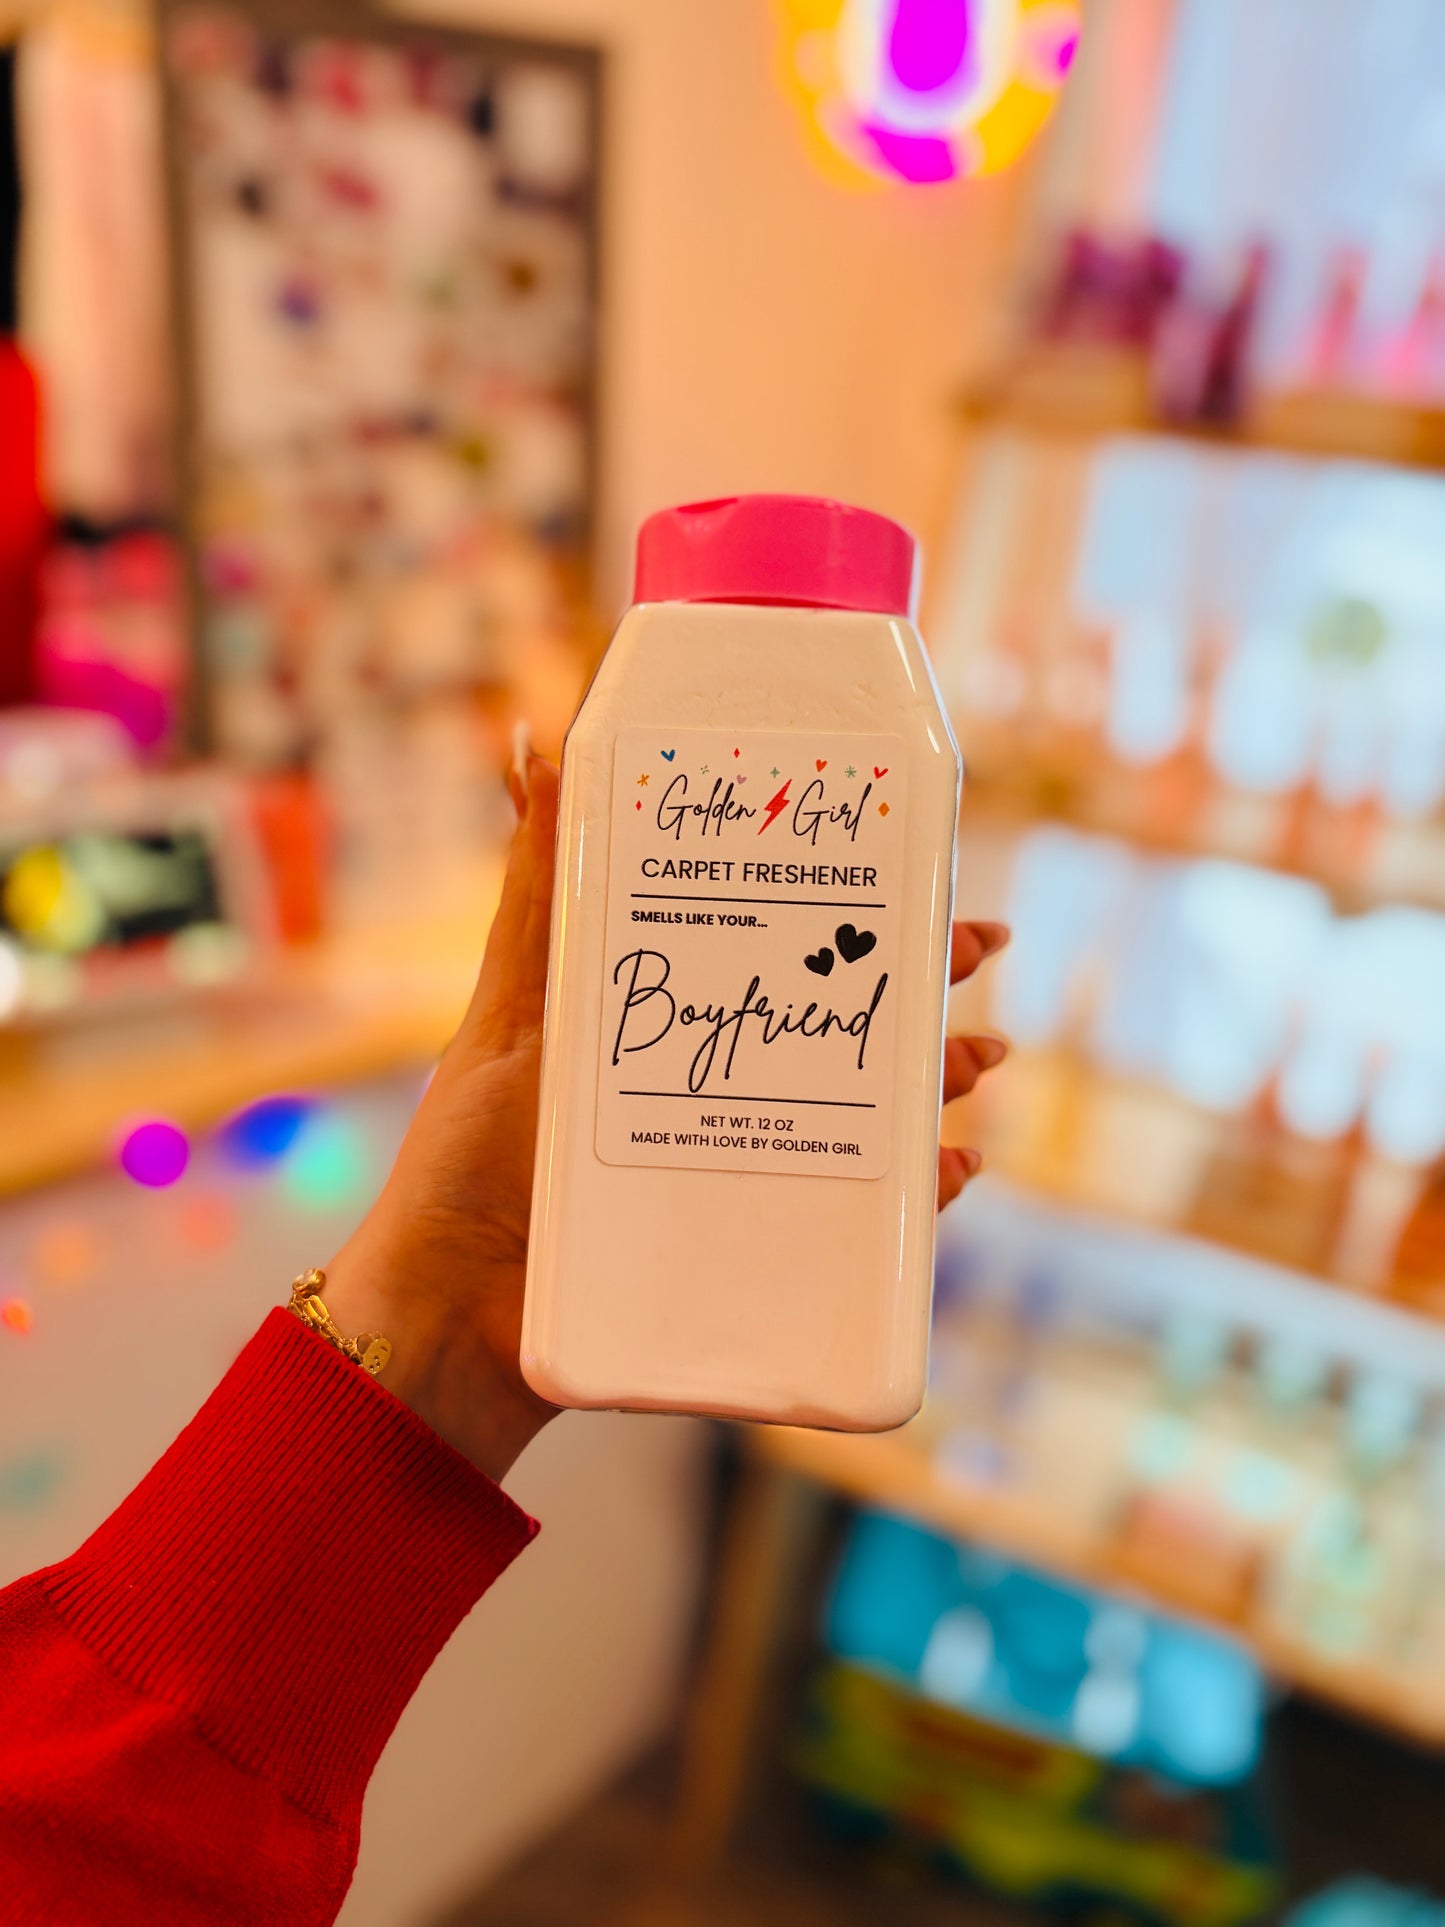 Golden Girl
CARPET FRESHENER
SMELLS LIKE YOUR...
Boyfriend
NET WT. 12 OZ
MADE WITH LOVE BY GOLDEN GIRL